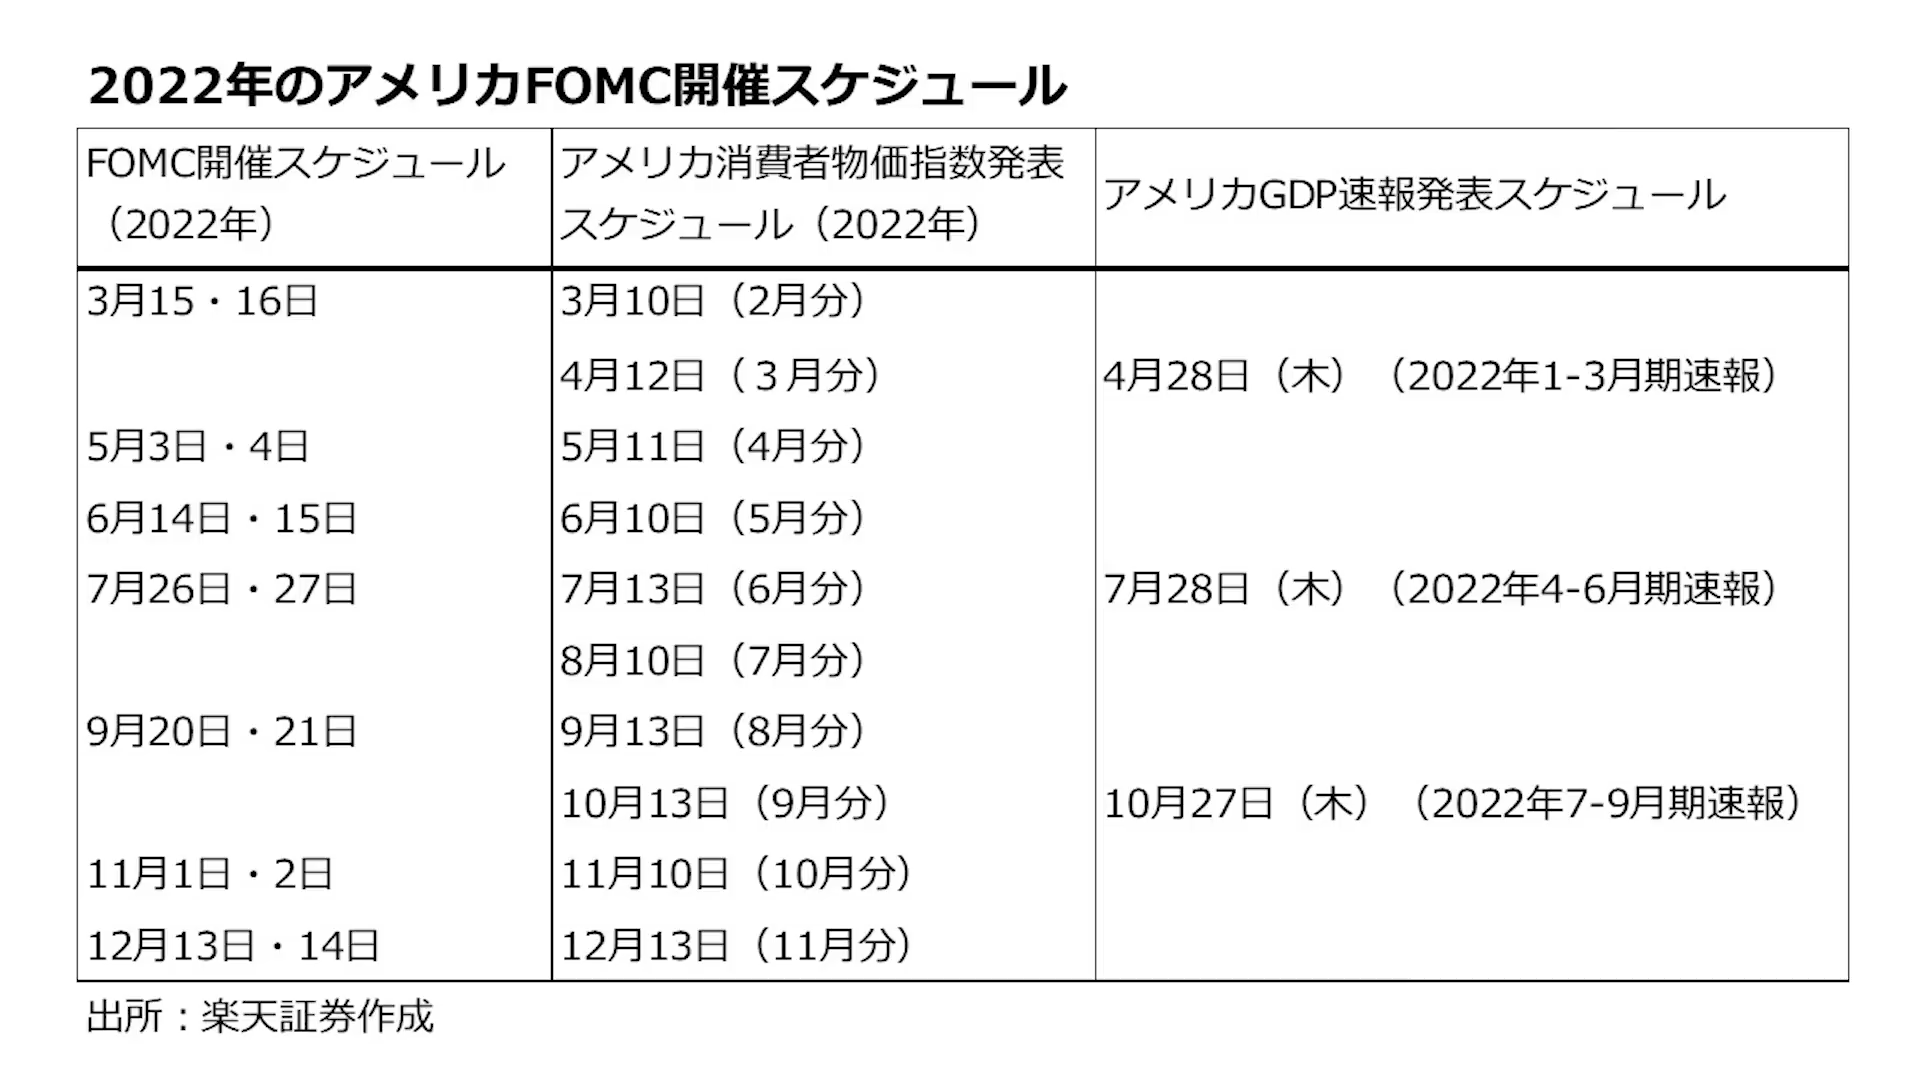 2022年のアメリカFOMC開催スケジュール
FOMC開催スケジュール
（2022年）
アメリカ消費者物価指数発表
スケジュール（2022年）
アメリカGDP速報発表スケジュール
3月15・16日 3月10日（2月分）
4月12日（３月分） 4月28日（木）（2022年1-3月期速報）
5月3日・4日 5月11日（4月分）
6月14日・15日 6月10日（5月分）
7月26日・27日 7月13日（6月分） 7月28日（木）（2022年4-6月期速報）
8月10日（7月分）
9月20日・21日 9月13日（8月分）
10月13日（9月分） 10月27日（木）（2022年7-9月期速報）
11月1日・2日 11月10日（10月分）
12月13日・14日 12月13日（11月分）
出所：楽天証券作成